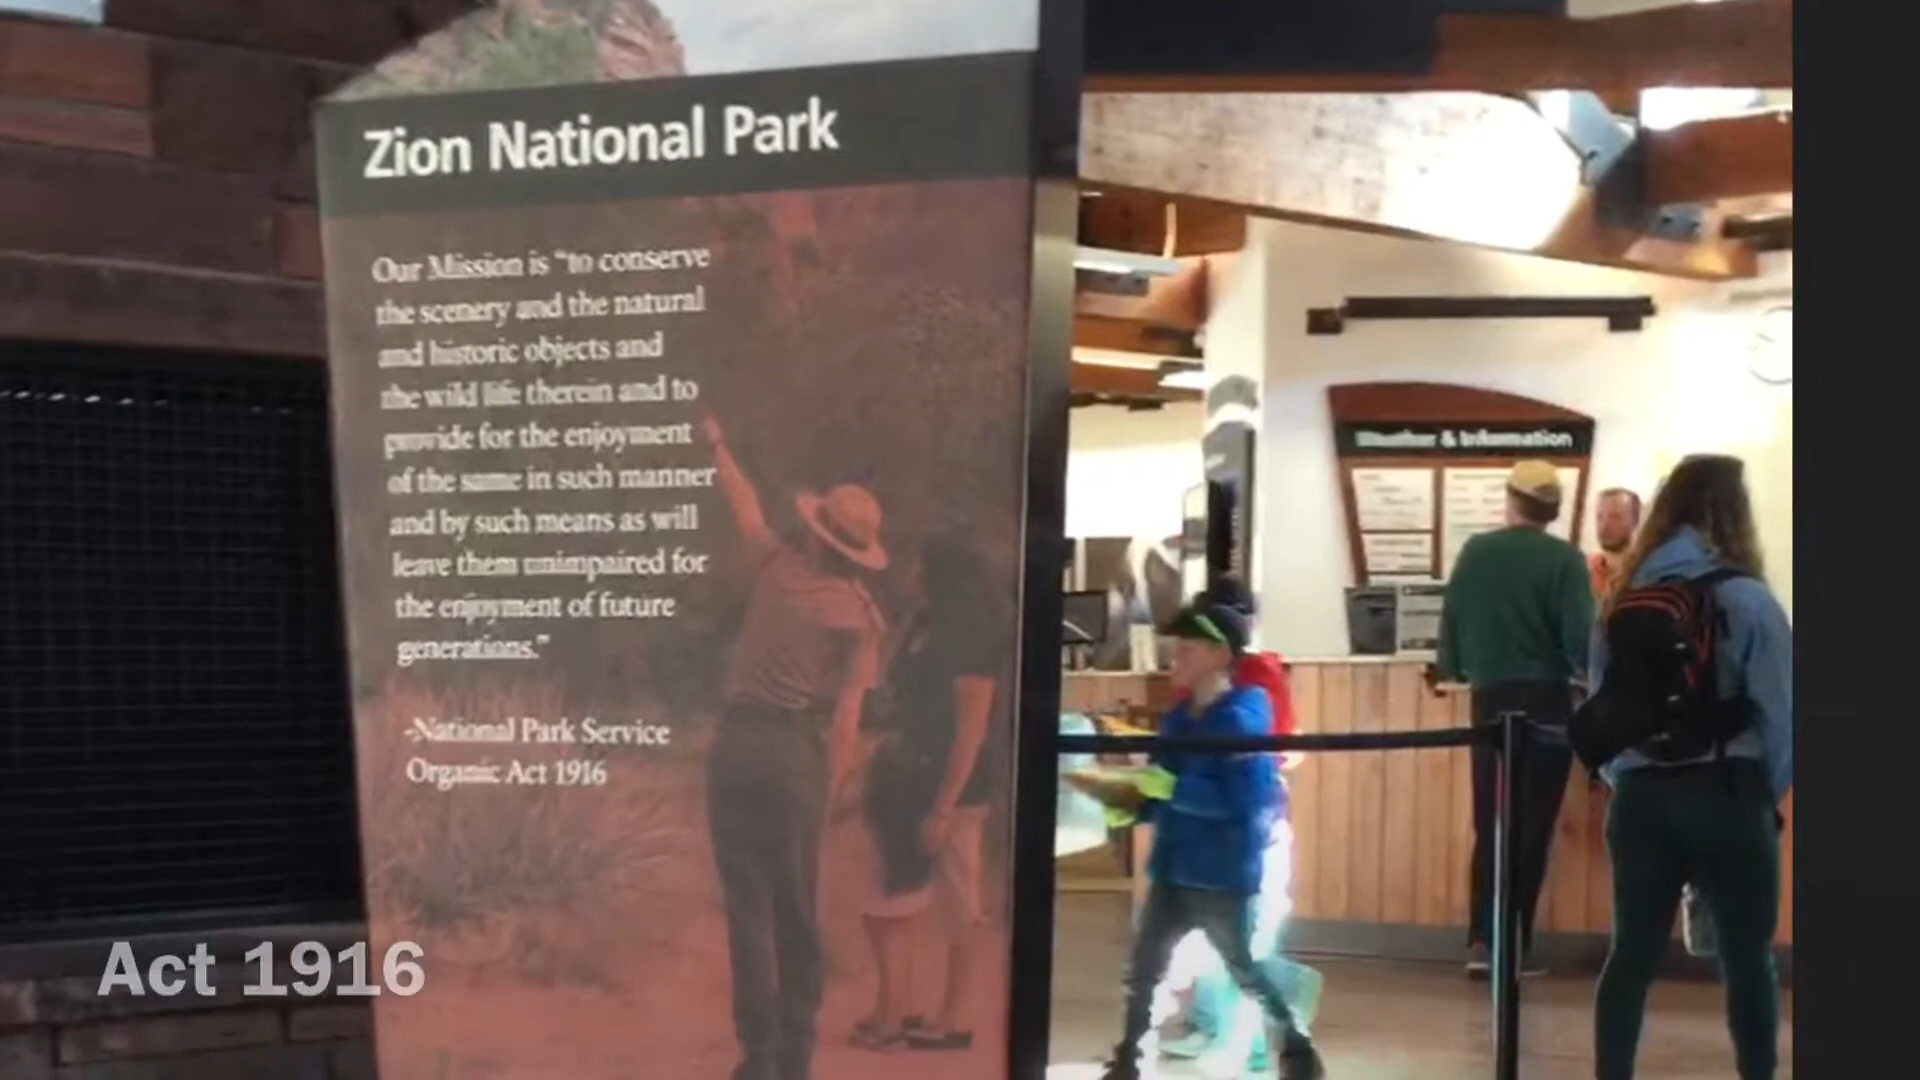 Zion National Park
Our Mission is “to conserve
the scenery and the natural
and historic objects and
the wild life therein and to
provide for the enjoyment
of the same in such manner
and by such means as will
leave them unimpaired for
the enjoyment of future
generations.”
-National Park Service
Organic Act 1916
Weather & Information
Act 1916